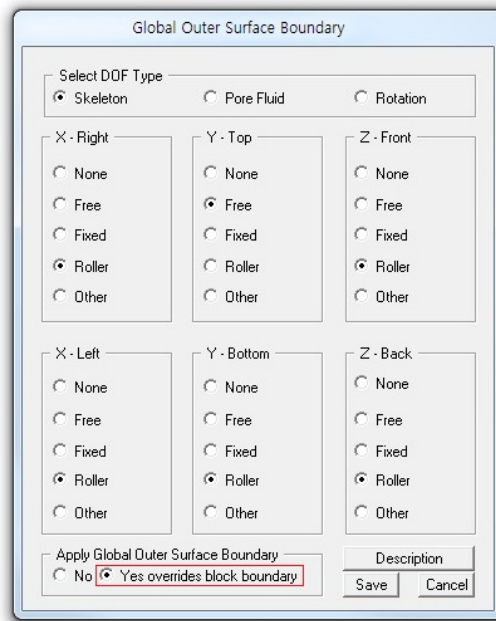 Global Outer Surface Boundary
Select DOF Type
Skeleton Pore Fluid Rotation
X - Right
None
Free
Fixed
Roller
Other
Y - Top
None
Free
Fixed
Roller
Other
Z - Front
None
Free
Fixed
Roller
Other
X - Left
None
Free
Fixed
Roller
Other
Y - Bottom
None
Free
Fixed
Roller
Other
Z - Back
None
Free
Fixed
Roller
Other
Apply Global Outer Surface Boundary
No Yes overrides block boundary
Description
Save Cancel